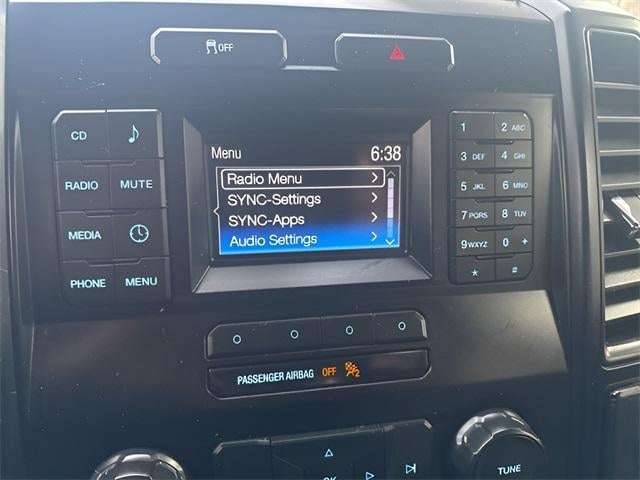 OFF
CD
RADIO MUTE
MEDIA
PHONE MENU
Menu 6:38
Radio Menu
SYNC-Settings
SYNC-Apps
Audio Settings
1 2 ABC
3 DEF 4 GHI
5 JKL 6 MNO
7 PQRS 8 TUV
9 WXYZ 0 +
* #
PASSENGER AIRBAG OFF 2
OK
TUNE